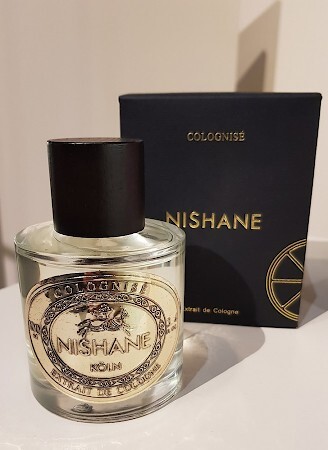 COLOGNISÉ
NISHANE
Extrait de Cologne
COLOGNISÉ
NISHANE
KÖLN
EXTRAIT DE COLOGNE